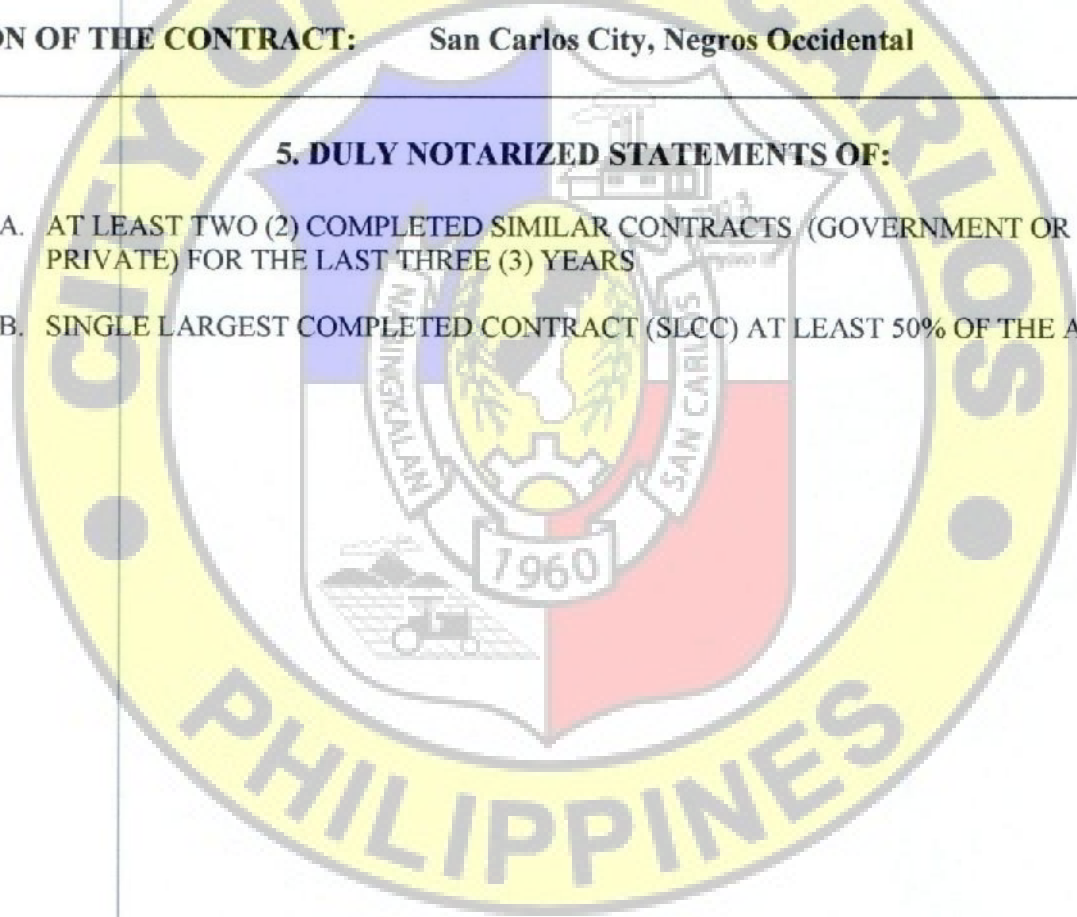 ON OF THE CONTRACT: San Carlos City, Negros Occidental
5. DULY NOTARIZED STATEMENTS OF:
A. AT LEAST TWO (2) COMPLETED SIMILAR CONTRACTS (GOVERNMENT OR
PRIVATE) FOR THE LAST THREE (3) YEARS
B. SINGLE LARGEST COMPLETED CONTRACT (SLCC) AT LEAST 50% OF THE A
CITY OF
CARLOS
SAN CARLOS
1960
PHILIPPINES